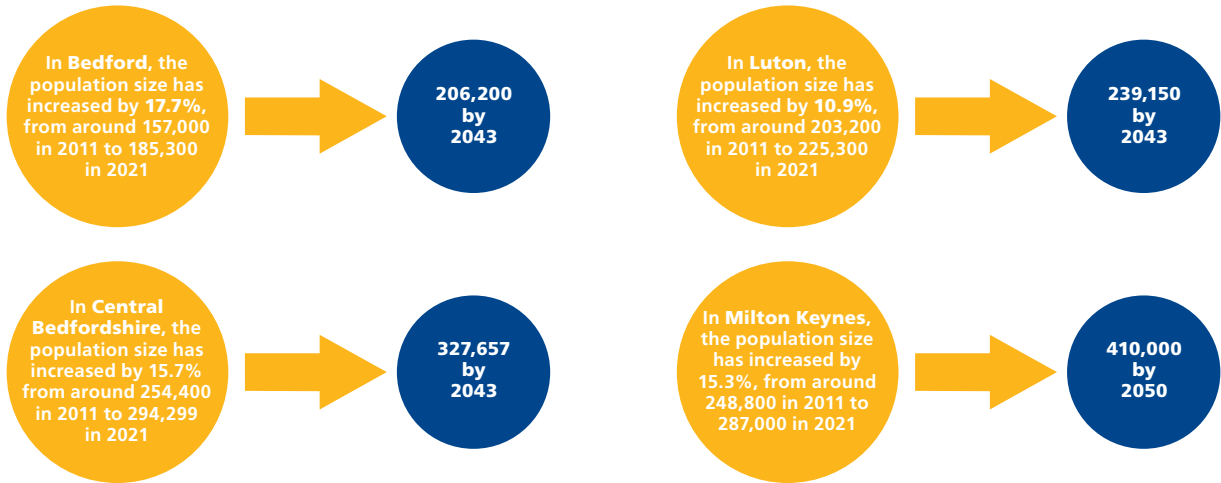 In Bedford, the
population size has
increased by 17.7%,
from around 157,000
in 2011 to 185,300
in 2021
206,200
by
2043
In Luton, the
population size has
increased by 10.9%,
from around 203,200
in 2011 to 225,300
in 2021
239,150
by
2043
In Central
Bedfordshire, the
population size has
increased by 15.7%
from around 254,400
in 2011 to 294,299
in 2021
327,657
by
2043
In Milton Keynes,
the population size
has increased by
15.3%, from around
248,800 in 2011 to
287,000 in 2021
410,000
by
2050